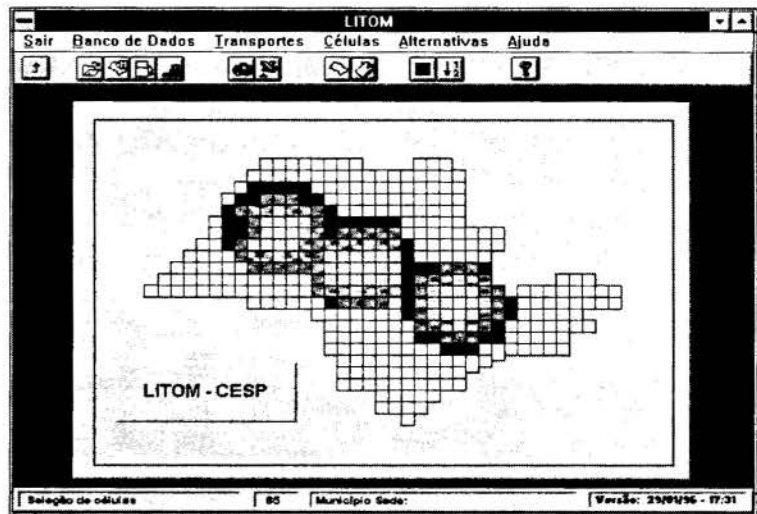 LITOM
Sair Banco de Dados Transportes Células Alternativas Ajuda
LITOM - CESP
Seleção de células 85 Município Sede: Versão: 29/01/96 - 17:31